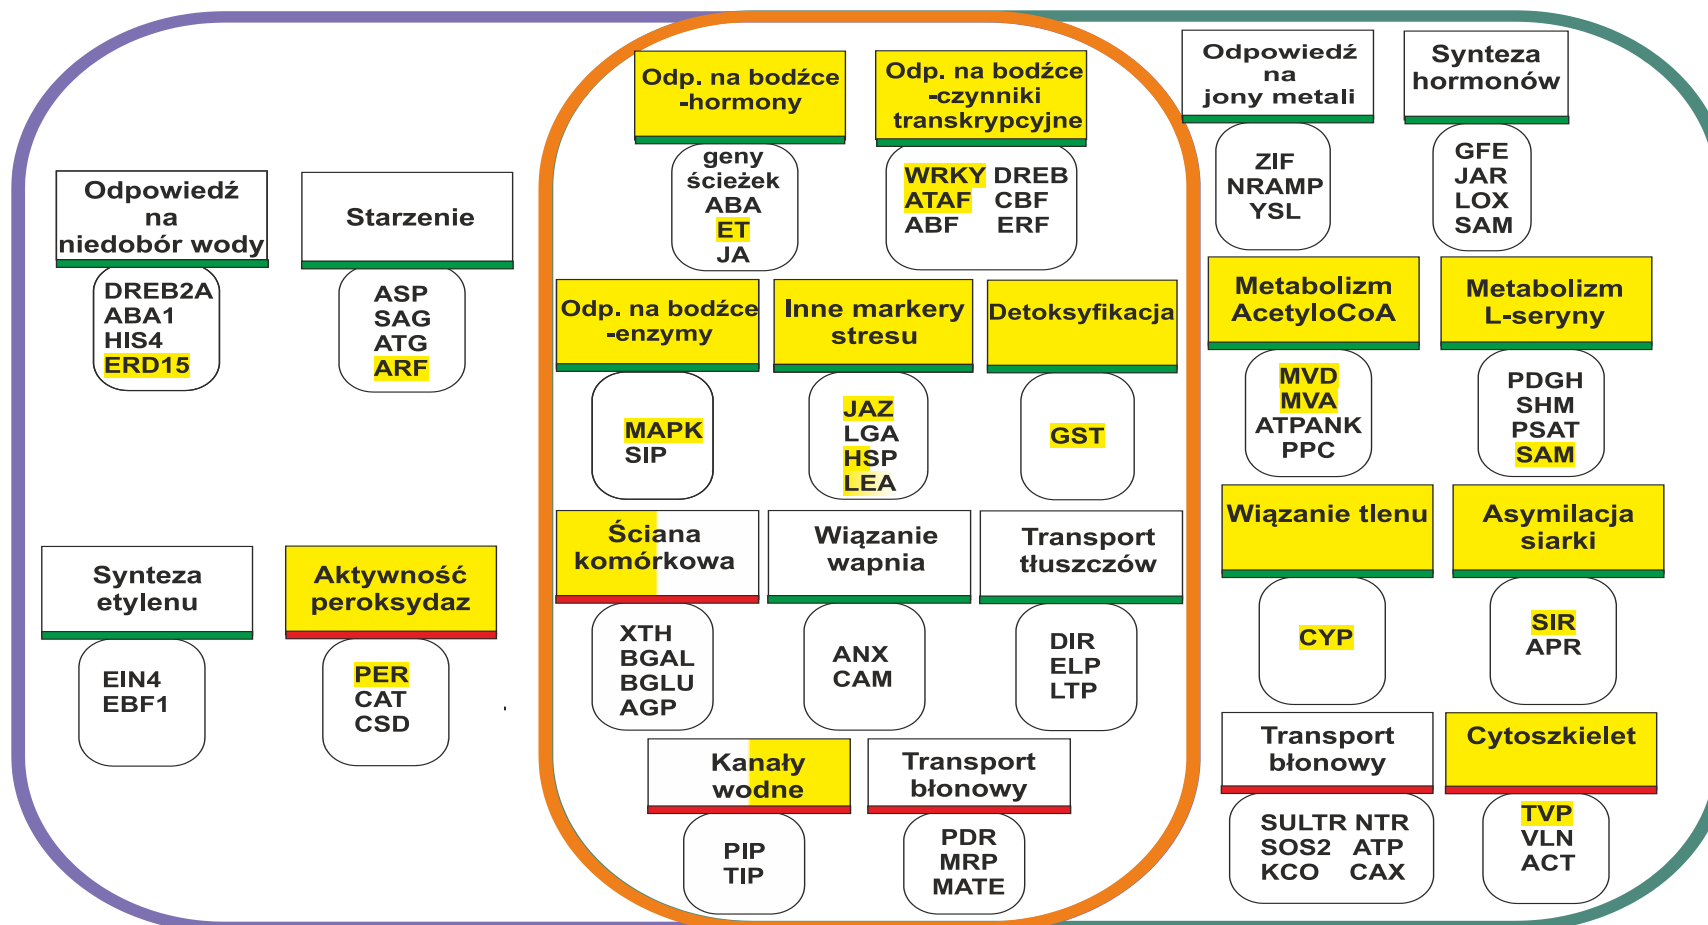 Odpowiedź
na
niedobór wody
DREB2A
ABA1
HIS4
ERD15
Starzenie
ASP
SAG
ATG
ARF
Synteza
etylenu
EIN4
EBF1
Aktywność
peroksydaz
PER
CAT
CSD
Odp. na bodźce
-hormony
geny
ścieżek
ABA
ET
JA
Odp. na bodźce
-czynniki
transkrypcyjne
WRKY DREB
ATAF CBF
ABF ERF
Odp. na bodźce
-enzymy
MAPK
SIP
Inne markery
stresu
JAZ
LGA
HSP
LEA
Detoksyfikacja
GST
Ściana
komórkowa
XTH
BGAL
BGLU
AGP
Wiązanie
wapnia
ANX
CAM
Transport
tłuszczów
DIR
ELP
LTP
Kanały
wodne
PIP
TIP
Transport
błonowy
PDR
MRP
MATE
Odpowiedź
na
jony metali
ZIF
NRAMP
YSL
Synteza
hormonów
GFE
JAR
LOX
SAM
Metabolizm
AcetyloCoA
MVD
MVA
ATPANK
PPC
Metabolizm
L-seryny
PDGH
SHM
PSAT
SAM
Wiązanie tlenu
CYP
Asymilacja
siarki
SIR
APR
Transport
błonowy
SULTR NTR
SOS2 ATP
KCO CAX
Cytoszkielet
TVP
VLN
ACT